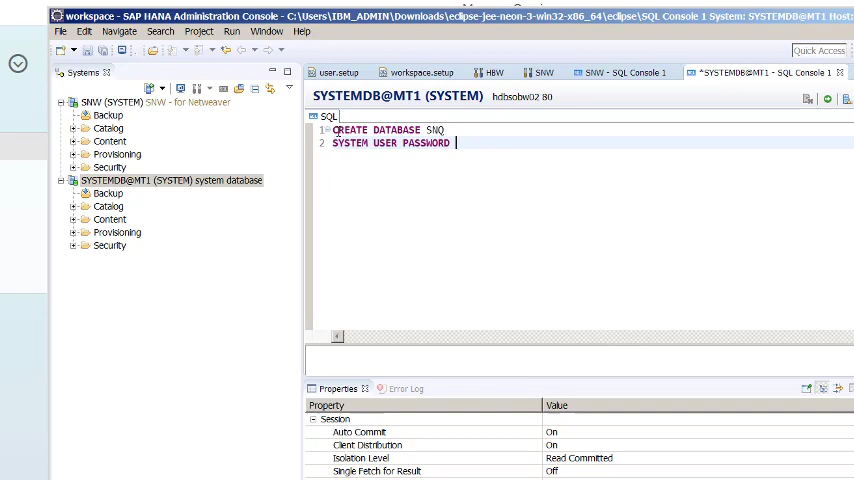 workspace - SAP HANA Administration Console - C:\Users\IBM_ADMIN\Downloads\eclipse-jee-neon-3-win32-x86_64/eclipse\SQL Console 1 System: SYSTEMDB@MT1 Host:
File Edit Navigate Search Project Run Window Help
Quick Access
Systems
user.setup workspace.setup HBW SNW SNW - SQL Console 1 *SYSTEMDB@MT1 - SQL Console 1
SYSTEMDB@MT1 (SYSTEM) hdbsobw02 80
SNW (SYSTEM) SNW - for Netweaver
Backup
Catalog
Content
Provisioning
Security
SYSTEMDB@MT1 (SYSTEM) system database
Backup
Catalog
Content
Provisioning
Security
SQL
1 CREATE DATABASE SNQ
2 SYSTEM USER PASSWORD
Properties Error Log
Property Value
Session
Auto Commit On
Client Distribution On
Isolation Level Read Committed
Single Fetch for Result Off